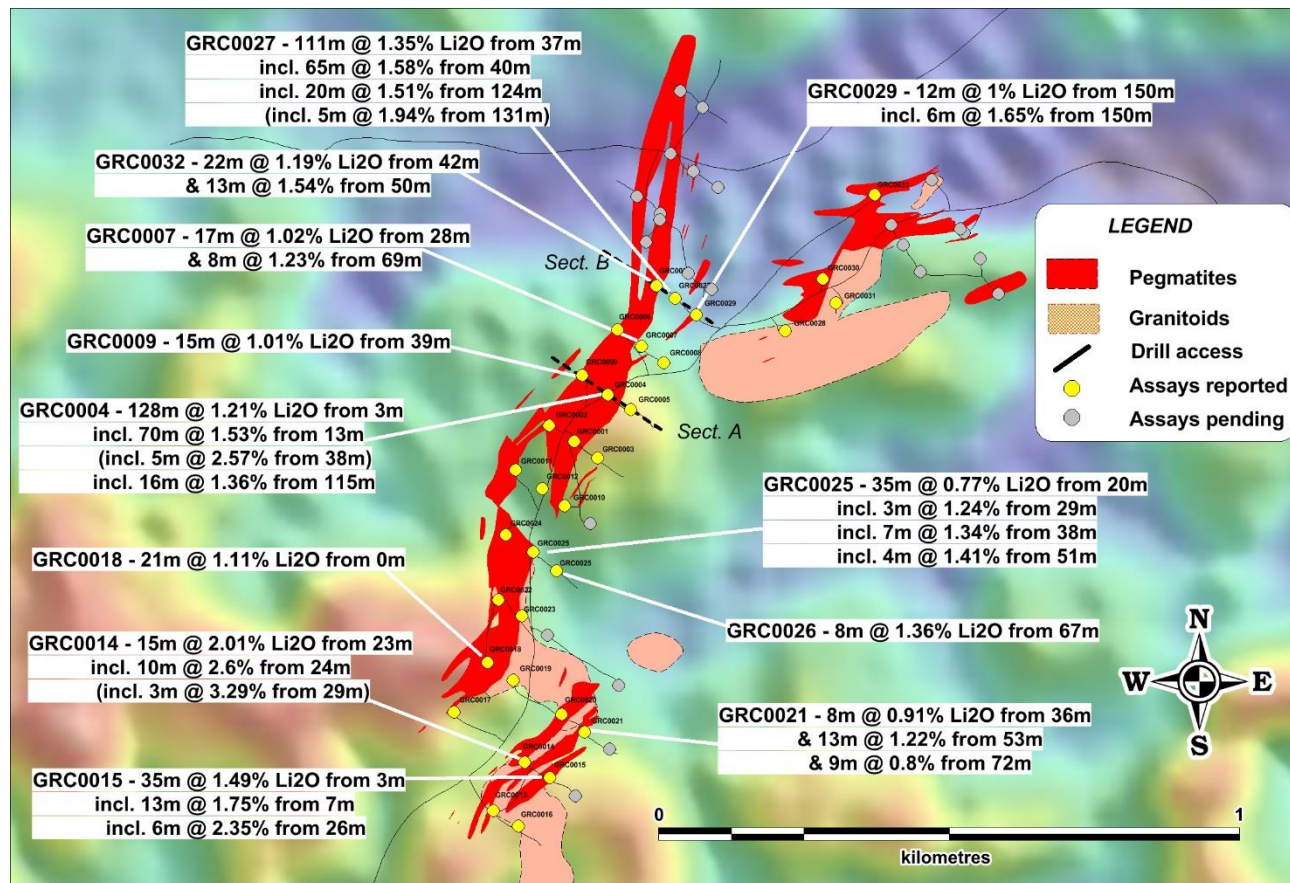 GRC0027 - 111m @ 1.35% Li2O from 37m
incl. 65m @ 1.58% from 40m
incl. 20m @ 1.51% from 124m
(incl. 5m @ 1.94% from 131m)
GRC0029 - 12m @ 1% Li2O from 150m
incl. 6m @ 1.65% from 150m
GRC0032 - 22m @ 1.19% Li2O from 42m
& 13m @ 1.54% from 50m
GRC0007 - 17m @ 1.02% Li2O from 28m
& 8m @ 1.23% from 69m
GRC0009 - 15m @ 1.01% Li2O from 39m
GRC0004 - 128m @ 1.21% Li2O from 3m
incl. 70m @ 1.53% from 13m
(incl. 5m @ 2.57% from 38m)
incl. 16m @ 1.36% from 115m
GRC0018 - 21m @ 1.11% Li2O from 0m
GRC0014 - 15m @ 2.01% Li2O from 23m
incl. 10m @ 2.6% from 24m
(incl. 3m @ 3.29% from 29m)
GRC0015 - 35m @ 1.49% Li2O from 3m
incl. 13m @ 1.75% from 7m
incl. 6m @ 2.35% from 26m
GRC0025 - 35m @ 0.77% Li2O from 20m
incl. 3m @ 1.24% from 29m
incl. 7m @ 1.34% from 38m
incl. 4m @ 1.41% from 51m
GRC0026 - 8m @ 1.36% Li2O from 67m
GRC0021 - 8m @ 0.91% Li2O from 36m
& 13m @ 1.22% from 53m
& 9m @ 0.8% from 72m
LEGEND
Pegmatites
Granitoids
Drill access
Assays reported
Assays pending
Sect. B
Sect. A
GRC0029
GRC0030
GRC0031
GRC0028
GRC0007
GRC0008
GRC0004
GRC0005
GRC0002
GRC0001
GRC0003
GRC0012
GRC0010
GRC0024
GRC0025
GRC0025
GRC0022
GRC0023
GRC0018
GRC0019
GRC0017
GRC0020
GRC0021
GRC0014
GRC0015
GRC0013
GRC0016
N
W
E
S
0
1
kilometres